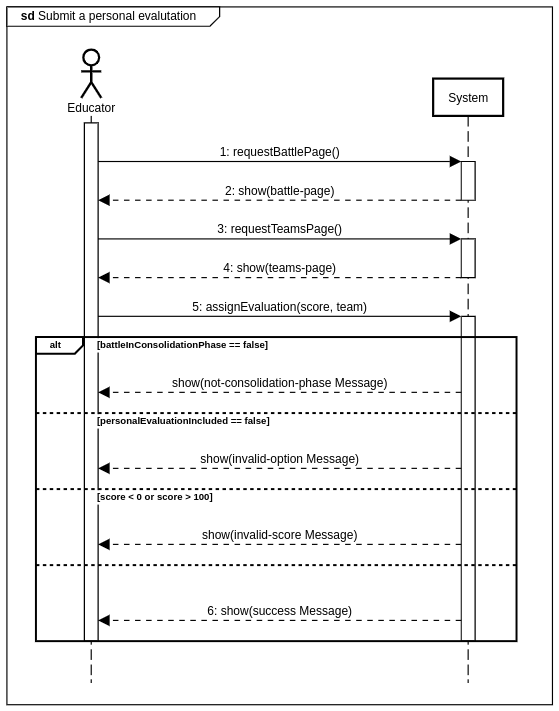 sd Submit a personal evalutation
Educator
System
1: requestBattlePage()
2: show(battle-page)
3: requestTeamsPage()
4: show(teams-page)
5: assignEvaluation(score, team)
alt
[battleInConsolidationPhase == false]
show(not-consolidation-phase Message)
[personalEvaluationIncluded == false]
show(invalid-option Message)
[score < 0 or score > 100]
show(invalid-score Message)
6: show(success Message)